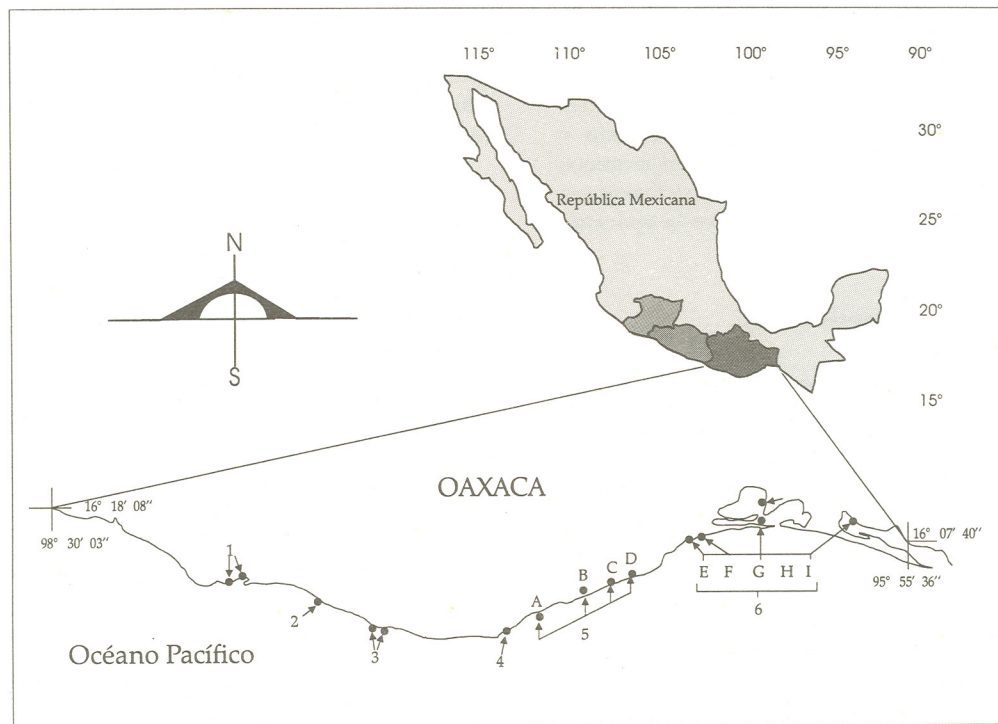 115° 110° 105° 100° 95° 90°
30°
República Mexicana
25°
N
20°
S
15°
OAXACA
16° 18' 08"
98° 30' 03"
16° 07' 40"
95° 55' 36"
1
2
3
4
A B C D
5
E F G H I
6
Océano Pacífico